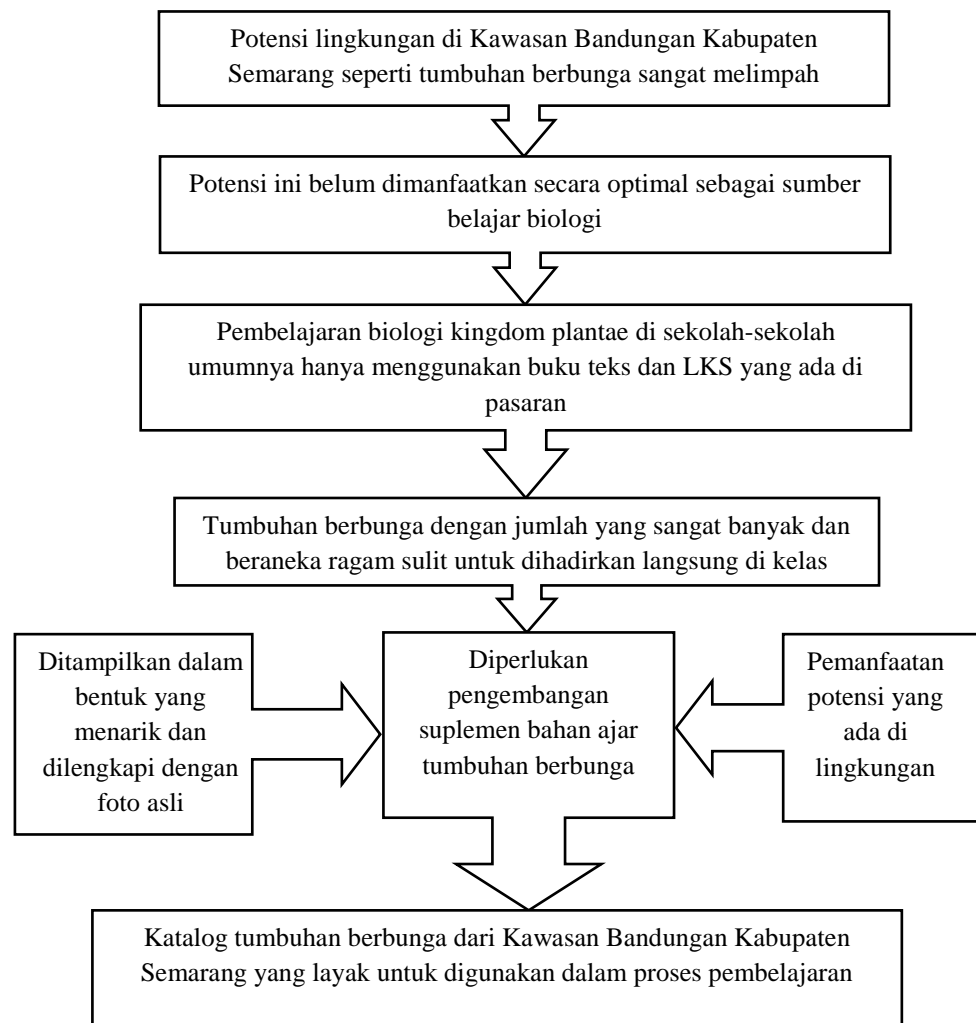 Potensi lingkungan di Kawasan Bandungan Kabupaten
Semarang seperti tumbuhan berbunga sangat melimpah
Potensi ini belum dimanfaatkan secara optimal sebagai sumber
belajar biologi
Pembelajaran biologi kingdom plantae di sekolah-sekolah
umumnya hanya menggunakan buku teks dan LKS yang ada di
pasaran
Tumbuhan berbunga dengan jumlah yang sangat banyak dan
beraneka ragam sulit untuk dihadirkan langsung di kelas
Ditampilkan dalam
bentuk yang
menarik dan
dilengkapi dengan
foto asli
Diperlukan
pengembangan
suplemen bahan ajar
tumbuhan berbunga
Pemanfaatan
potensi yang
ada di
lingkungan
Katalog tumbuhan berbunga dari Kawasan Bandungan Kabupaten
Semarang yang layak untuk digunakan dalam proses pembelajaran